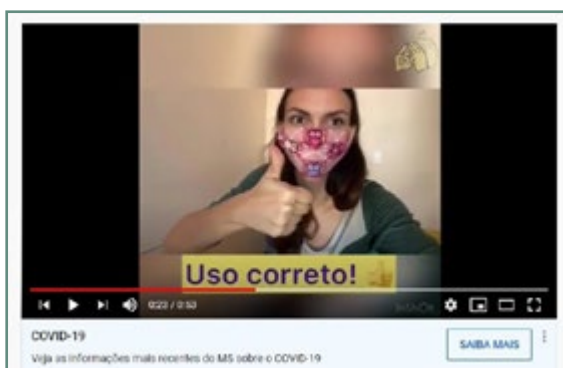 Uso correto!
0:23 / 0:53
COVID-19
SAIBA MAIS
Veja as informações mais recentes do MS sobre o COVID-19